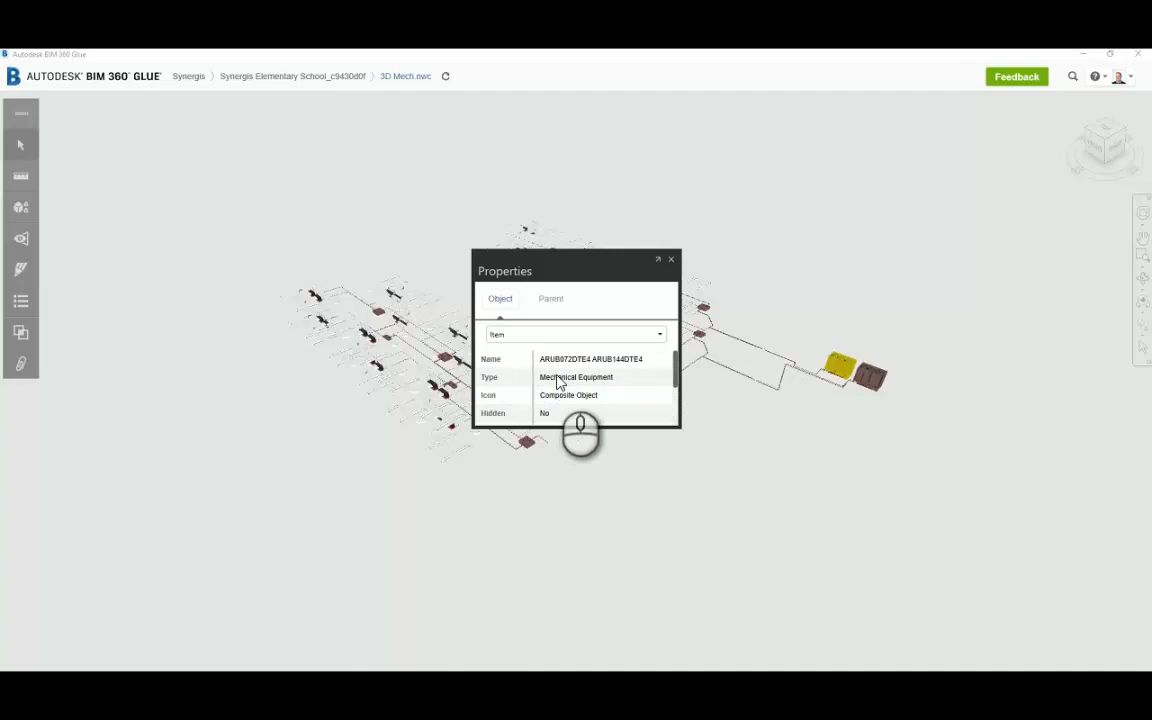 Autodesk BIM 360 Glue
AUTODESK® BIM 360® GLUE®
Synergis
Synergis Elementary School_c9430d0f
3D Mech.nwc
Feedback
Properties
Object
Parent
Item
Name
ARUB072DTE4 ARUB144DTE4
Type
Mechanical Equipment
Icon
Composite Object
Hidden
No